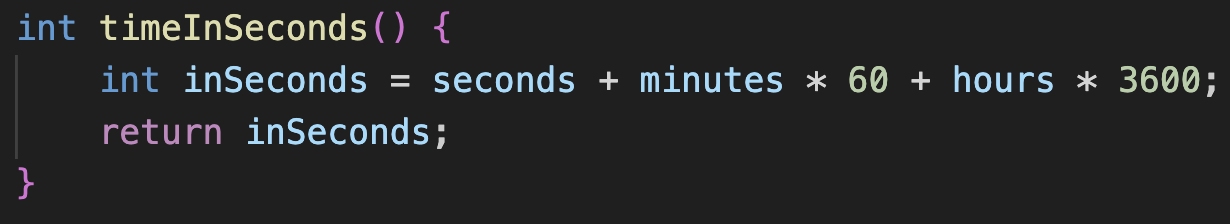 int timeInSeconds() {
    int inSeconds = seconds + minutes * 60 + hours * 3600;
    return inSeconds;
}